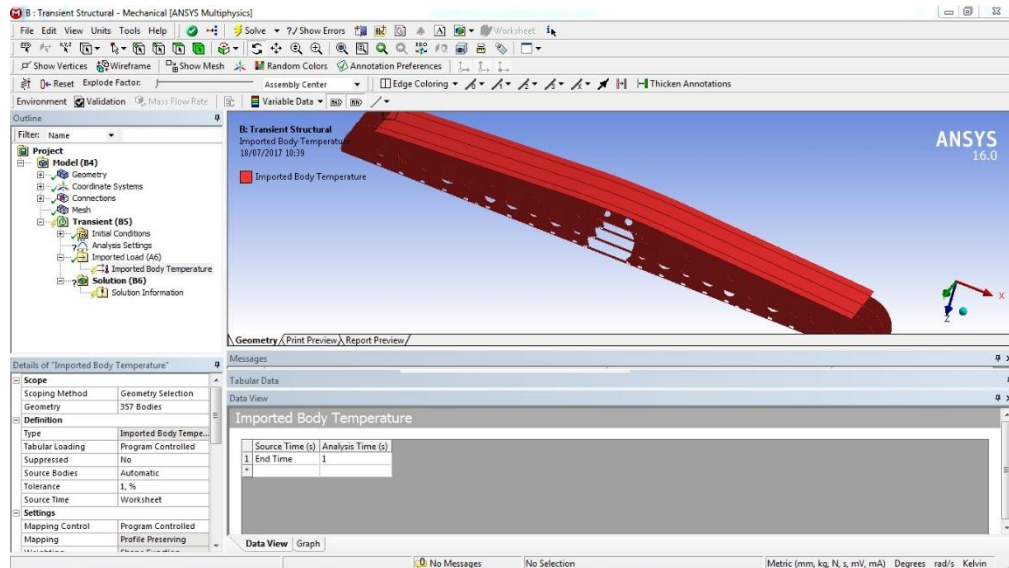 B : Transient Structural - Mechanical [ANSYS Multiphysics]
File Edit View Units Tools Help Solve ?/ Show Errors Worksheet
Show Vertices Wireframe Show Mesh Random Colors Annotation Preferences
Reset Explode Factor: Assembly Center Edge Coloring Thicken Annotations
Environment Validation Mass Flow Rate Variable Data
Outline
Filter: Name
Project
Model (B4)
Geometry
Coordinate Systems
Connections
Mesh
Transient (B5)
Initial Conditions
Analysis Settings
Imported Load (A6)
Imported Body Temperature
Solution (B6)
Solution Information
B: Transient Structural
Imported Body Temperature
18/07/2017 10:39
Imported Body Temperature
ANSYS
16.0
X
Z
Geometry Print Preview Report Preview
Details of "Imported Body Temperature"
Scope
Scoping Method Geometry Selection
Geometry 357 Bodies
Definition
Type Imported Body Tempe...
Tabular Loading Program Controlled
Suppressed No
Source Bodies Automatic
Tolerance 1, %
Source Time Worksheet
Settings
Mapping Control Program Controlled
Mapping Profile Preserving
Messages
Tabular Data
Data View
Imported Body Temperature
Source Time (s) Analysis Time (s)
1 End Time 1
*
Data View Graph
0 No Messages No Selection Metric (mm, kg, N, s, mV, mA) Degrees rad/s Kelvin